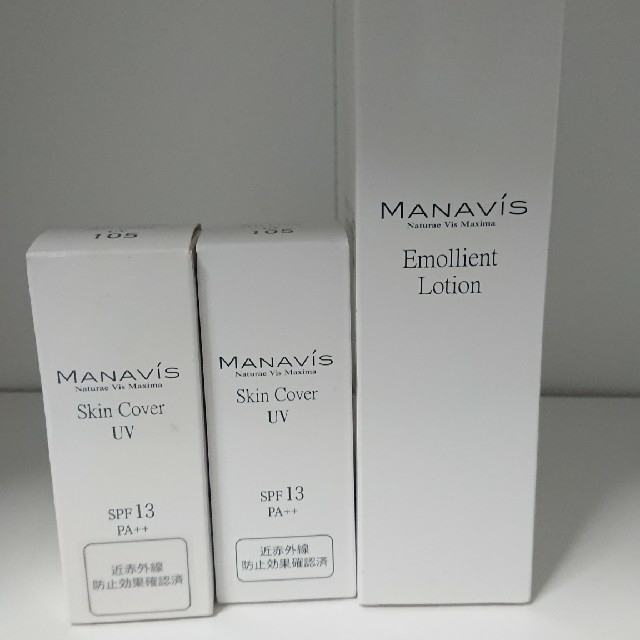 105
MANAVÍS
Naturae Vis Maxima
Skin Cover
UV
SPF 13
PA++
近赤外線
防止効果確認済
105
MANAVÍS
Naturae Vis Maxima
Skin Cover
UV
SPF 13
PA++
近赤外線
防止効果確認済
MANAVÍS
Naturae Vis Maxima
Emollient
Lotion